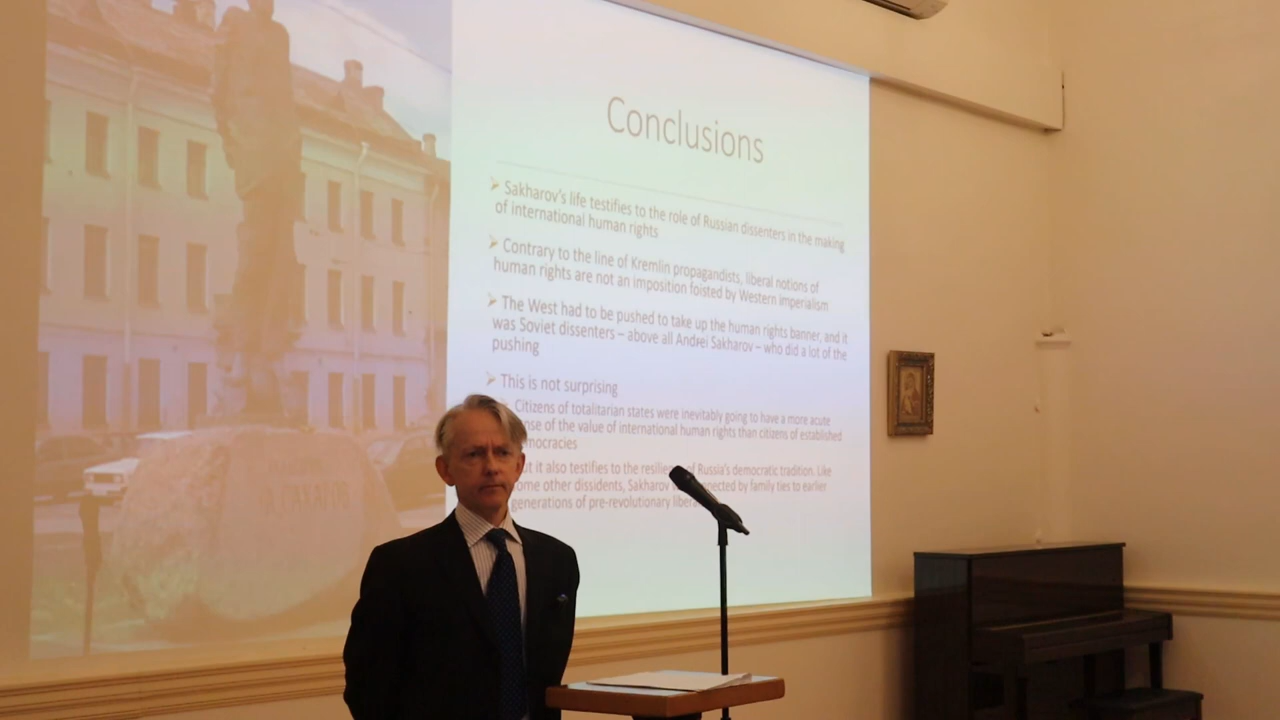 Conclusions
➤ Sakharov's life testifies to the role of Russian dissenters in the making
of international human rights
➤ Contrary to the line of Kremlin propagandists, liberal notions of
human rights are not an imposition foisted by Western imperialism
➤ The West had to be pushed to take up the human rights banner, and it
was Soviet dissenters – above all Andrei Sakharov – who did a lot of the
pushing
➤ This is not surprising
Citizens of totalitarian states were inevitably going to have a more acute
of the value of international human rights than citizens of established
it also testifies to the resilience of Russia's democratic tradition. Like
other dissidents, Sakharov connected by family ties to earlier
generations of pre-revolutionary